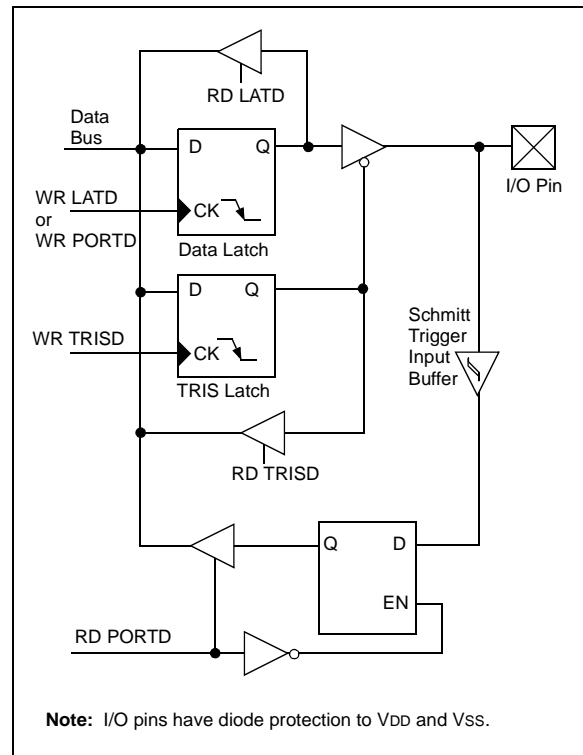 RD LATD
Data
Bus
D Q
WR LATD
or
WR PORTD
CK
Data Latch
I/O Pin
D Q
WR TRISD
CK
TRIS Latch
Schmitt
Trigger
Input
Buffer
RD TRISD
Q D
EN
RD PORTD
Note: I/O pins have diode protection to VDD and VSS.